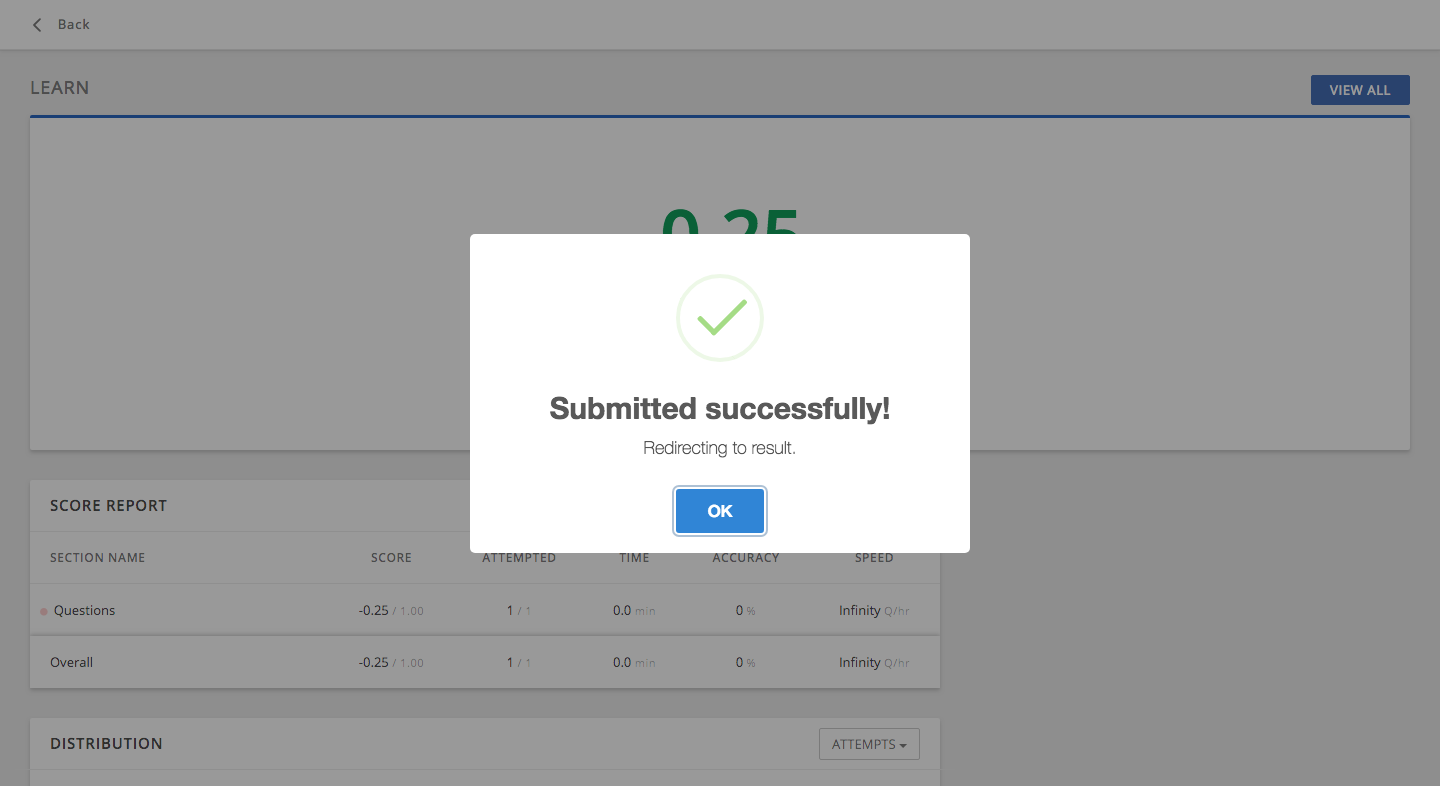 Back
LEARN
VIEW ALL
0.25
Submitted successfully!
Redirecting to result.
OK
SCORE REPORT
SECTION NAME SCORE ATTEMPTED TIME ACCURACY SPEED
Questions -0.25 / 1.00 1 / 1 0.0 min 0 % Infinity Q/hr
Overall -0.25 / 1.00 1 / 1 0.0 min 0 % Infinity Q/hr
DISTRIBUTION
ATTEMPTS